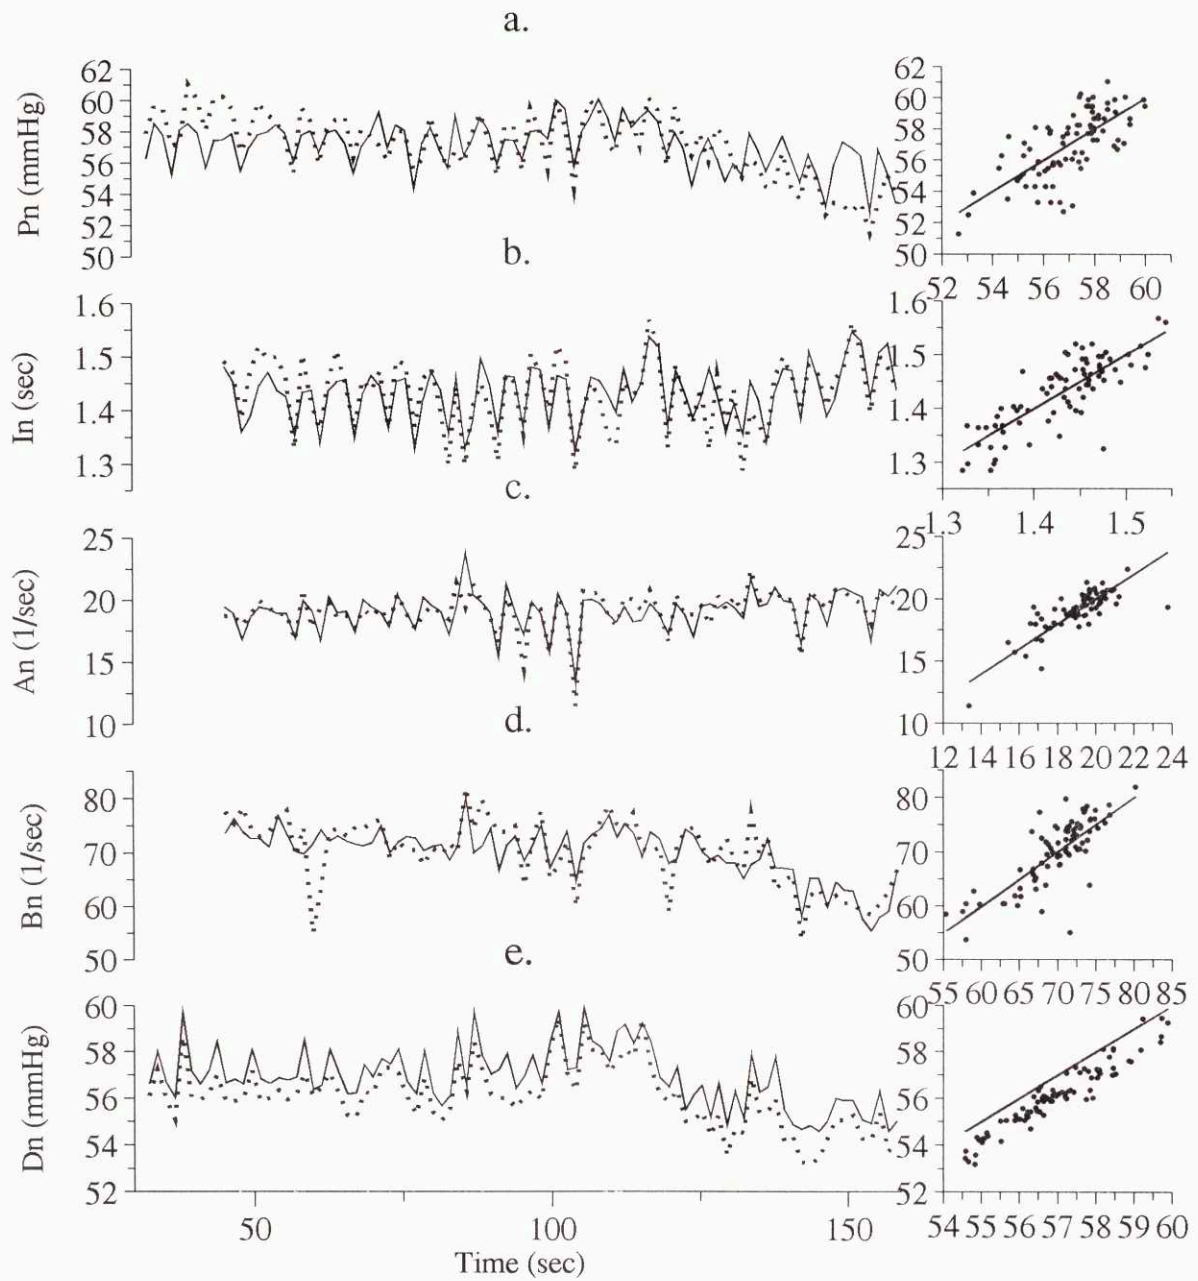 a.
Pn (mmHg)
62
60
58
56
54
52
50
62
60
58
56
54
52
50
52 54 56 58 60
b.
In (sec)
1.6
1.5
1.4
1.3
1.6
1.5
1.4
1.3
1.3 1.4 1.5
c.
An (1/sec)
25
20
15
10
25
20
15
10
12 14 16 18 20 22 24
d.
Bn (1/sec)
80
70
60
50
80
70
60
50
55 60 65 70 75 80 85
e.
Dn (mmHg)
60
58
56
54
52
60
58
56
54
52
54 55 56 57 58 59 60
50 100 150
Time (sec)